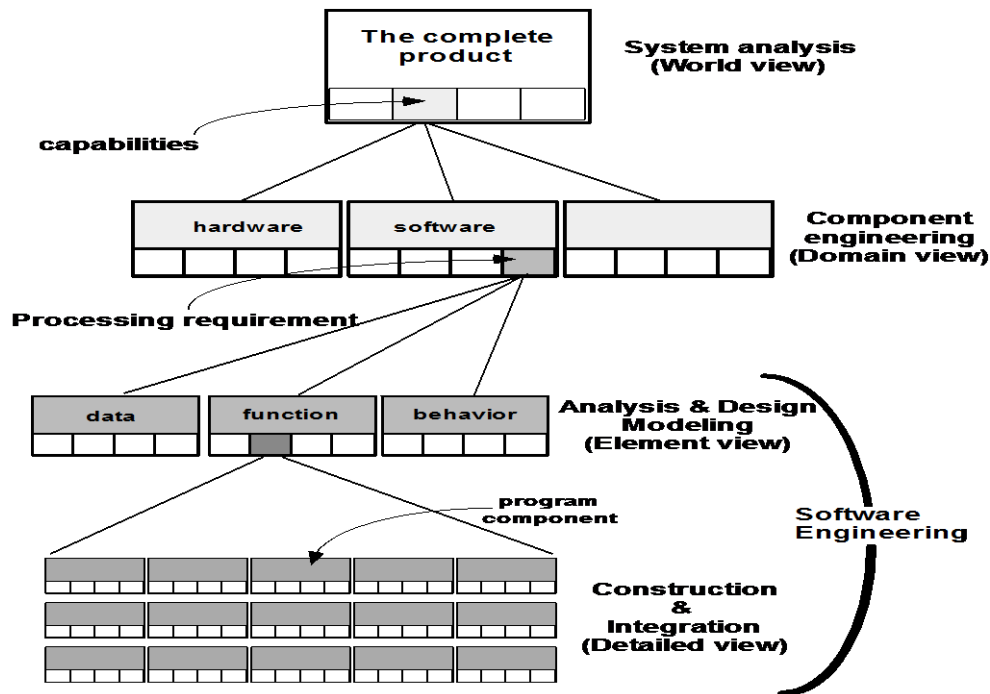 The complete
product
System analysis
(World view)
capabilities
hardware
software
Component
engineering
(Domain view)
Processing requirement
data
function
behavior
Analysis & Design
Modeling
(Element view)
program
component
Software
Engineering
Construction
&
Integration
(Detailed view)